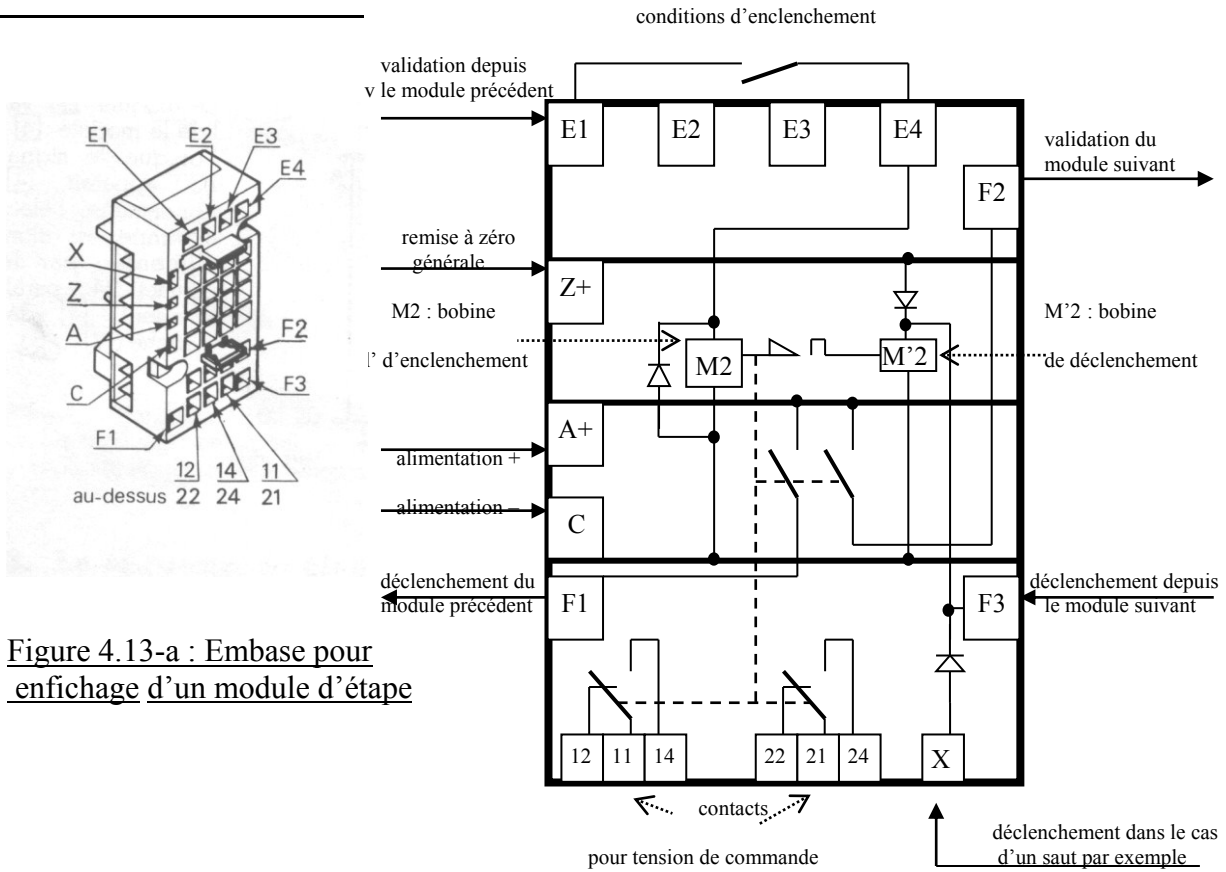 conditions d’enclenchement
validation depuis
v le module précédent
E1 E2 E3 E4
validation du
module suivant
F2
remise à zéro
générale
Z+
M2 : bobine
l’ d’enclenchement
M2
M’2
M’2 : bobine
de déclenchement
A+
alimentation +
alimentation –
C
déclenchement du
module précédent
F1
F3
déclenchement depuis
le module suivant
12 11 14
22 21 24
X
contacts
pour tension de commande
déclenchement dans le cas
d’un saut par exemple
E1
E2
E3
E4
X
Z
A
C
F2
F3
F1
12 14 11
au-dessus 22 24 21
Figure 4.13-a : Embase pour
enfichage d’un module d’étape